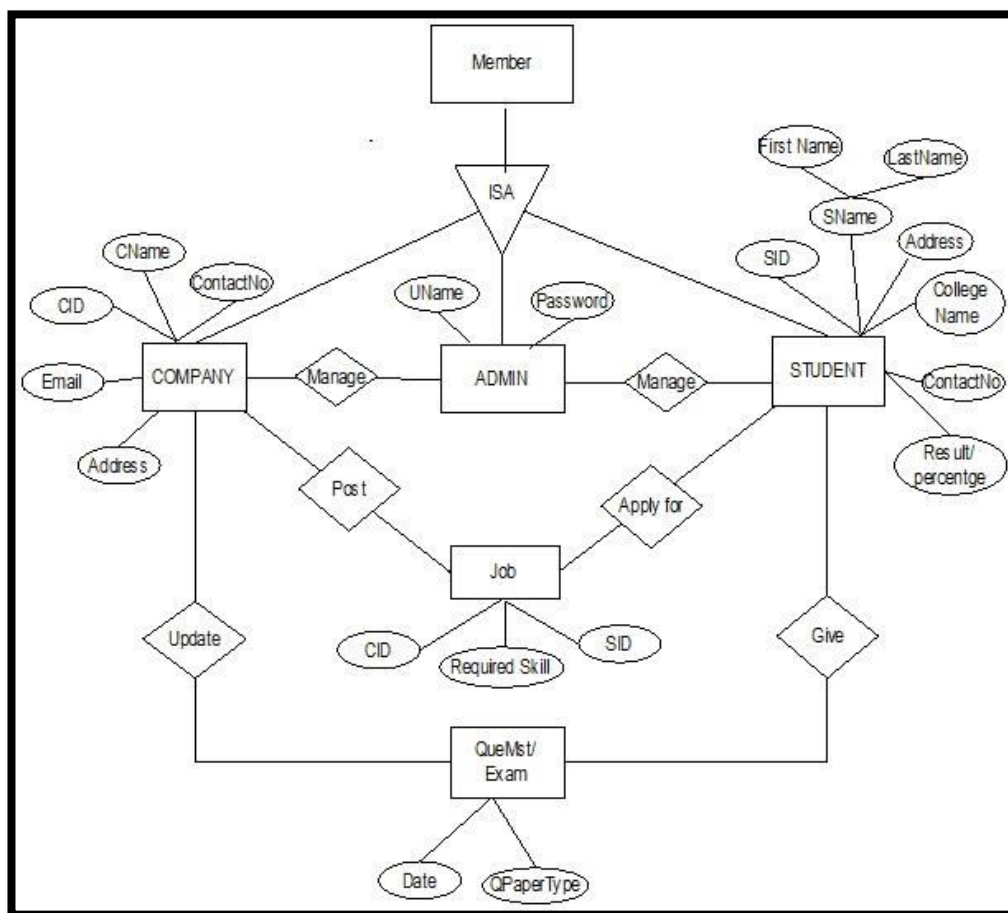 Member
First Name
LastName
ISA
SName
CName
SID
Address
ContactNo
UName
Password
CID
College
Name
COMPANY
Manage
ADMIN
Manage
STUDENT
Email
ContactNo
Address
Result/
percentge
Post
Apply for
Job
Update
CID
Required Skill
SID
Give
QueMst/
Exam
Date
QPaperType